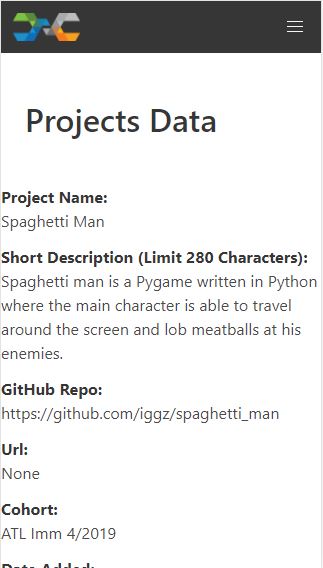 Projects Data
Project Name:
Spaghetti Man
Short Description (Limit 280 Characters):
Spaghetti man is a Pygame written in Python
where the main character is able to travel
around the screen and lob meatballs at his
enemies.
GitHub Repo:
https://github.com/iggz/spaghetti_man
Url:
None
Cohort:
ATL Imm 4/2019
Date Added: